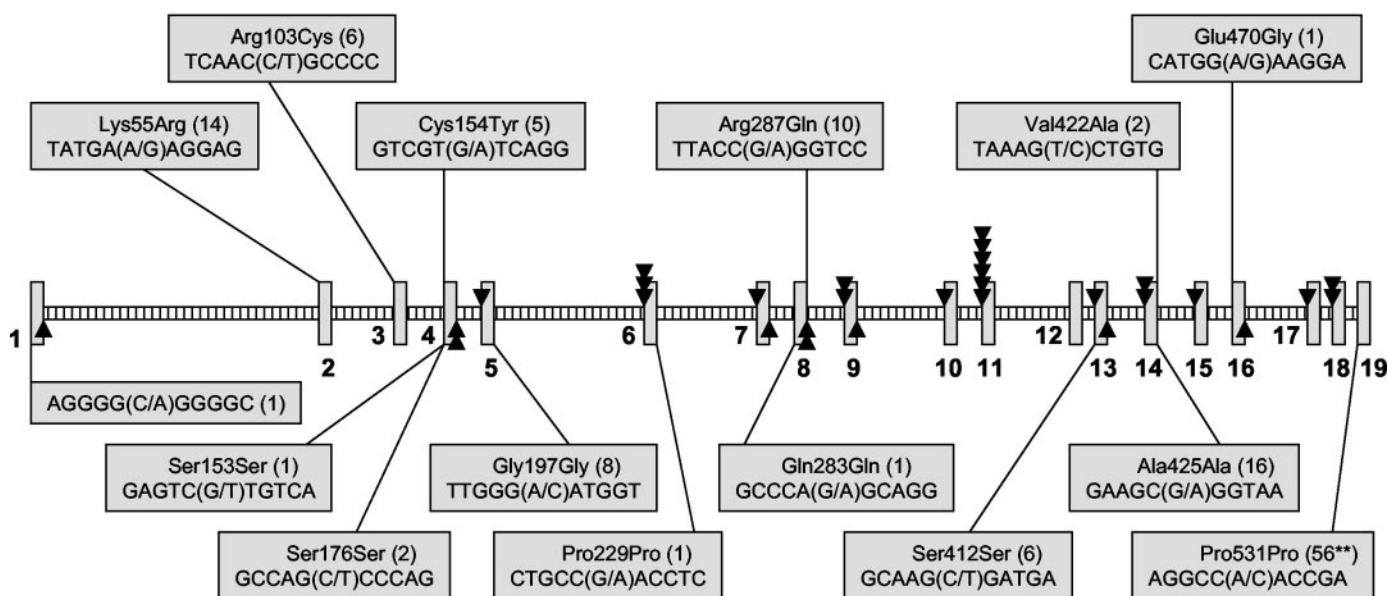 Arg103Cys (6)
TCAAC(C/T)GCCCC
Glu470Gly (1)
CATGG(A/G)AAGGA
Lys55Arg (14)
TATGA(A/G)AGGAG
Cys154Tyr (5)
GTCGT(G/A)TCAGG
Arg287Gln (10)
TTACC(G/A)GGTCC
Val422Ala (2)
TAAAG(T/C)CTGTG
1
2
3
4
5
6
7
8
9
10
11
12
13
14
15
16
17
18
19
AGGGG(C/A)GGGGC (1)
Ser153Ser (1)
GAGTC(G/T)TGTCA
Gly197Gly (8)
TTGGG(A/C)ATGGT
Gln283Gln (1)
GCCCA(G/A)GCAGG
Ala425Ala (16)
GAAGC(G/A)GGTAA
Ser176Ser (2)
GCCAG(C/T)CCCAG
Pro229Pro (1)
CTGCC(G/A)ACCTC
Ser412Ser (6)
GCAAG(C/T)GATGA
Pro531Pro (56**)
AGGCC(A/C)ACCGA